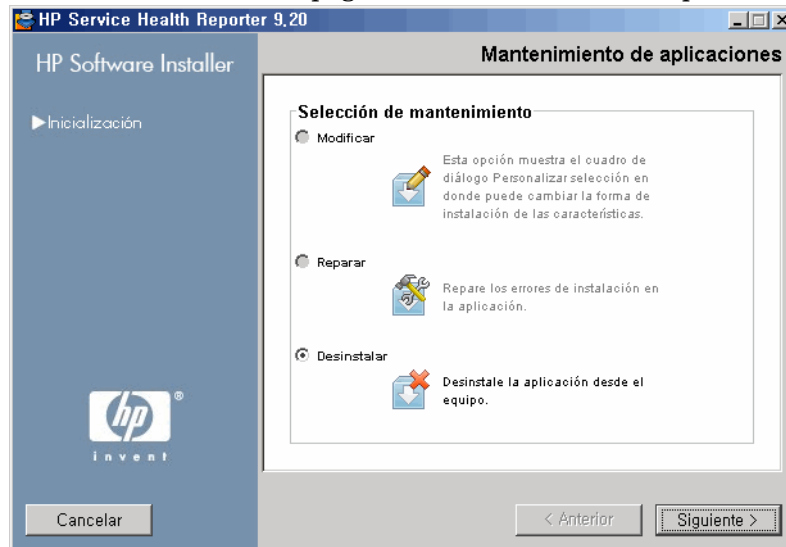 HP Service Health Reporter 9,20
HP Software Installer
Mantenimiento de aplicaciones
Inicialización
Selección de mantenimiento
Modificar
Esta opción muestra el cuadro de
diálogo Personalizar selección en
donde puede cambiar la forma de
instalación de las características.
Reparar
Repare los errores de instalación en
la aplicación.
Desinstalar
Desinstale la aplicación desde el
equipo.
hp®
invent
Cancelar
< Anterior
Siguiente >